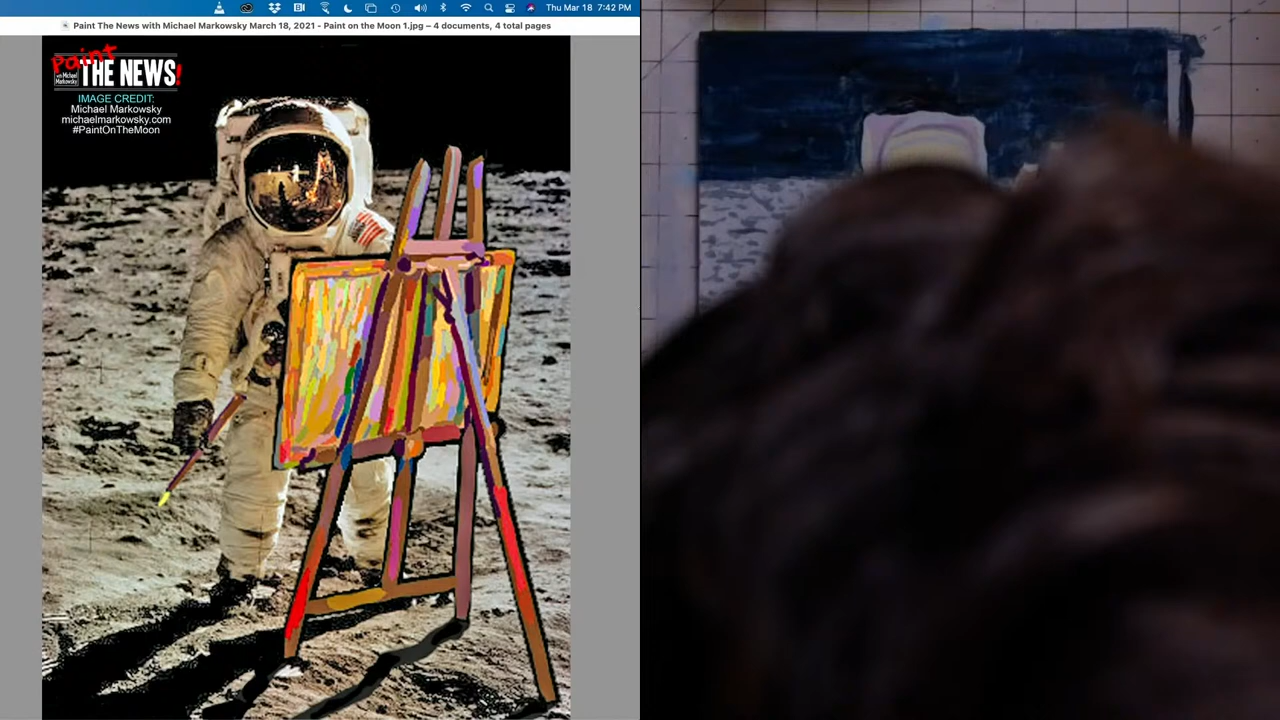 Thu Mar 18 7:42 PM
Paint The News with Michael Markowsky March 18, 2021 - Paint on the Moon 1.jpg – 4 documents, 4 total pages
Paint
with Michael Markowsky
THE NEWS!
IMAGE CREDIT:
Michael Markowsky
michaelmarkowsky.com
#PaintOnTheMoon